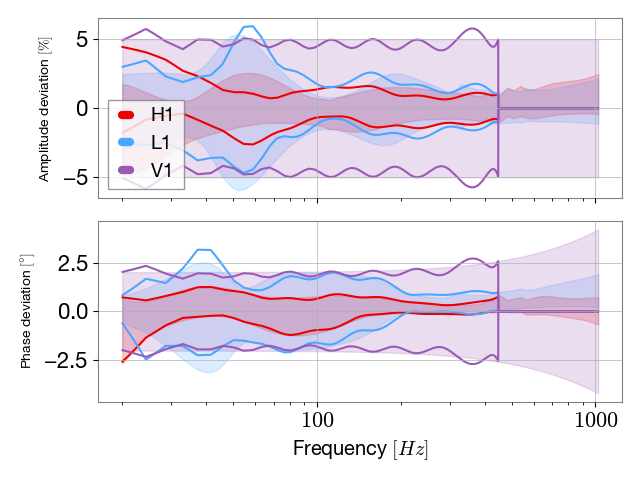 Amplitude deviation [%]
5
0
−5
H1
L1
V1
Phase deviation [°]
2.5
0.0
−2.5
100
1000
Frequency [Hz]